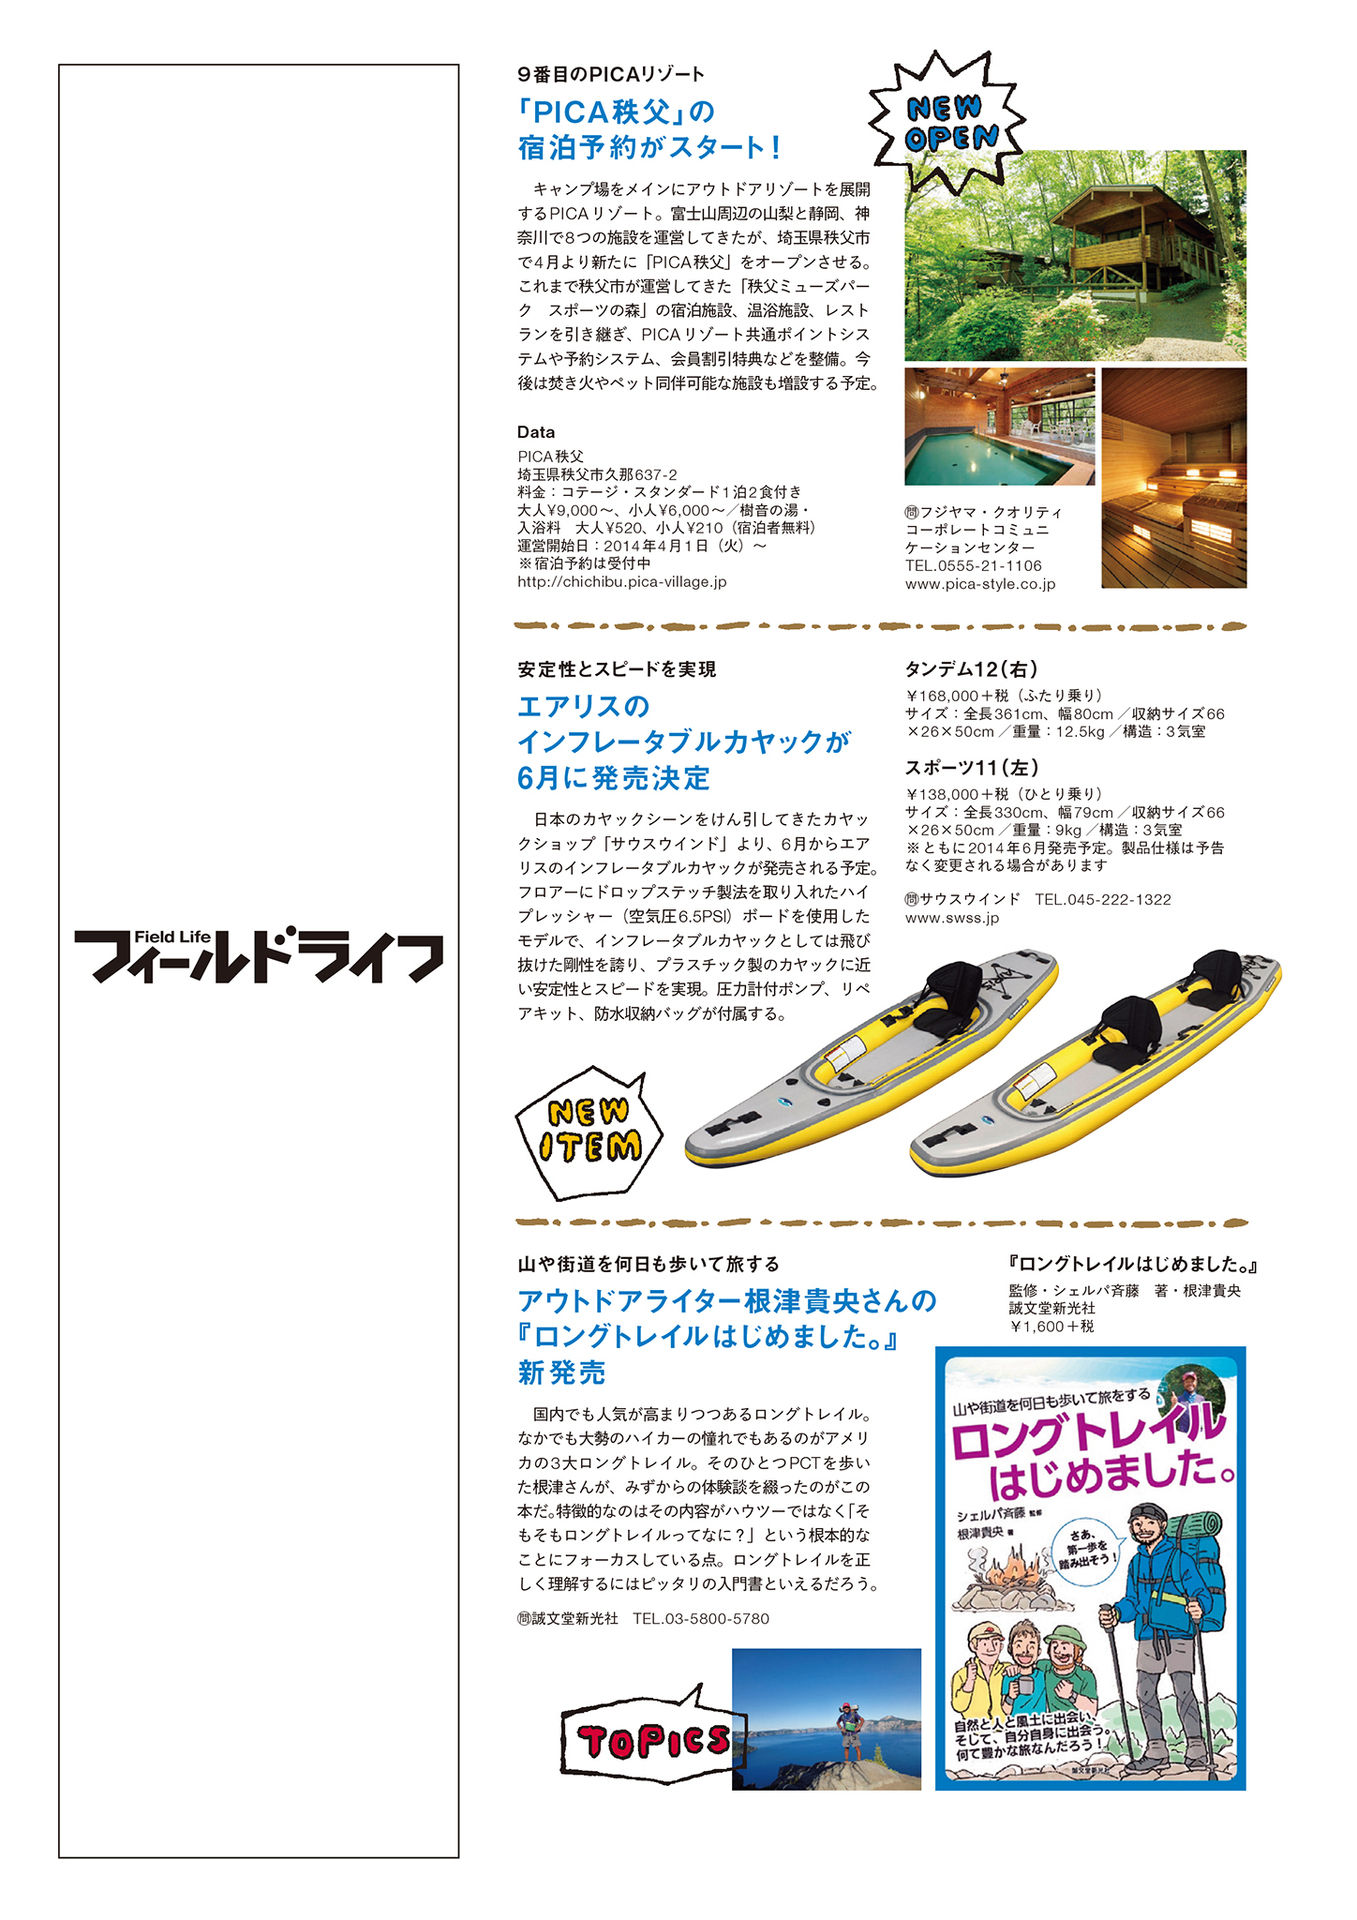 Field Life
フィールドライフ
9番目のPICAリゾート
「PICA秩父」の
宿泊予約がスタート！
NEW
OPEN
キャンプ場をメインにアウトドアリゾートを展開
するPICAリゾート。富士山周辺の山梨と静岡、神
奈川で8つの施設を運営してきたが、埼玉県秩父市
で4月より新たに「PICA秩父」をオープンさせる。
これまで秩父市が運営してきた「秩父ミューズパー
ク　スポーツの森」の宿泊施設、温浴施設、レスト
ランを引き継ぎ、PICAリゾート共通ポイントシス
テムや予約システム、会員割引特典などを整備。今
後は焚き火やペット同伴可能な施設も増設する予定。
Data
PICA秩父
埼玉県秩父市久那637-2
料金：コテージ・スタンダード1泊2食付き
大人¥9,000～、小人¥6,000～／樹音の湯・
入浴料　大人¥520、小人¥210（宿泊者無料）
運営開始日：2014年4月1日（火）～
※宿泊予約は受付中
http://chichibu.pica-village.jp
㉄フジヤマ・クオリティ
コーポレートコミュニ
ケーションセンター
TEL.0555-21-1106
www.pica-style.co.jp
安定性とスピードを実現
エアリスの
インフレータブルカヤックが
6月に発売決定
日本のカヤックシーンをけん引してきたカヤッ
クショップ「サウスウインド」より、6月からエア
リスのインフレータブルカヤックが発売される予定。
フロアーにドロップステッチ製法を取り入れたハイ
プレッシャー（空気圧6.5PSI）ボードを使用した
モデルで、インフレータブルカヤックとしては飛び
抜けた剛性を誇り、プラスチック製のカヤックに近
い安定性とスピードを実現。圧力計付ポンプ、リペ
アキット、防水収納バッグが付属する。
タンデム12（右）
￥168,000＋税（ふたり乗り）
サイズ：全長361cm、幅80cm／収納サイズ66
×26×50cm／重量：12.5kg／構造：3気室
スポーツ11（左）
￥138,000＋税（ひとり乗り）
サイズ：全長330cm、幅79cm／収納サイズ66
×26×50cm／重量：9kg／構造：3気室
※ともに2014年6月発売予定。製品仕様は予告
なく変更される場合があります
㉄サウスウインド　TEL.045-222-1322
www.swss.jp
NEW
ITEM
山や街道を何日も歩いて旅する
アウトドアライター根津貴央さんの
『ロングトレイルはじめました。』
新発売
国内でも人気が高まりつつあるロングトレイル。
なかでも大勢のハイカーの憧れでもあるのがアメリ
カの3大ロングトレイル。そのひとつPCTを歩い
た根津さんが、みずからの体験談を綴ったのがこの
本だ。特徴的なのはその内容がハウツーではなく「そ
もそもロングトレイルってなに？」という根本的な
ことにフォーカスしている点。ロングトレイルを正
しく理解するにはピッタリの入門書といえるだろう。
㉄誠文堂新光社　TEL.03-5800-5780
TOPICS
『ロングトレイルはじめました。』
監修・シェルパ斉藤　著・根津貴央
誠文堂新光社
￥1,600＋税
山や街道を何日も歩いて旅をする
ロングトレイル
はじめました。
シェルパ斉藤 監修
根津貴央 著
さあ、
第一歩を
踏み出そう！
自然と人と風土に出会い、
そして、自分自身に出会う。
何て豊かな旅なんだろう！
誠文堂新光社